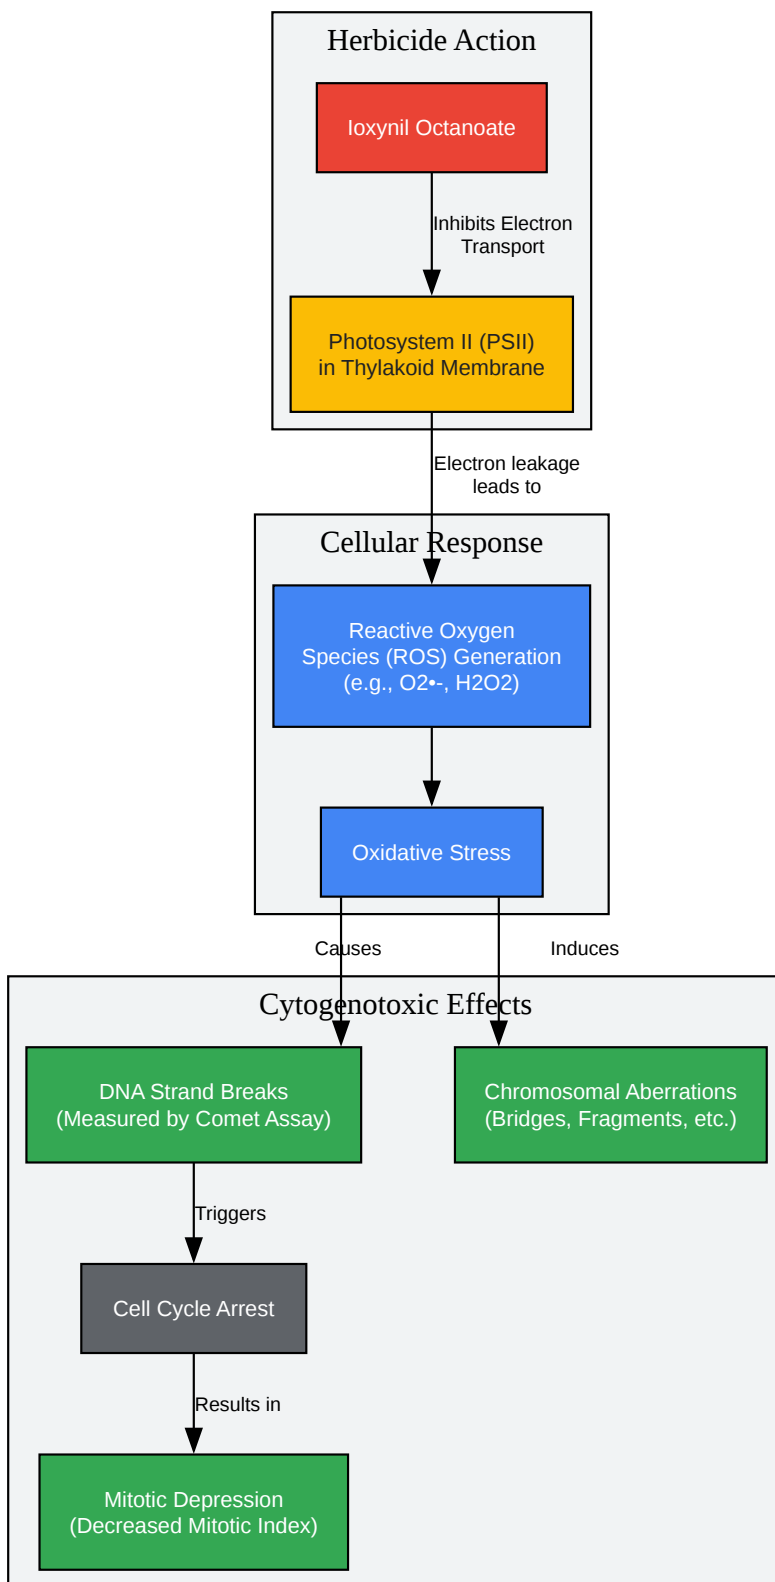 Herbicide Action
Ioxynil Octanoate
Inhibits Electron
Transport
Photosystem II (PSII)
in Thylakoid Membrane
Electron leakage
leads to
Cellular Response
Reactive Oxygen
Species (ROS) Generation
(e.g., O2•-, H2O2)
Oxidative Stress
Causes
Induces
Cytogenotoxic Effects
DNA Strand Breaks
(Measured by Comet Assay)
Chromosomal Aberrations
(Bridges, Fragments, etc.)
Triggers
Cell Cycle Arrest
Results in
Mitotic Depression
(Decreased Mitotic Index)